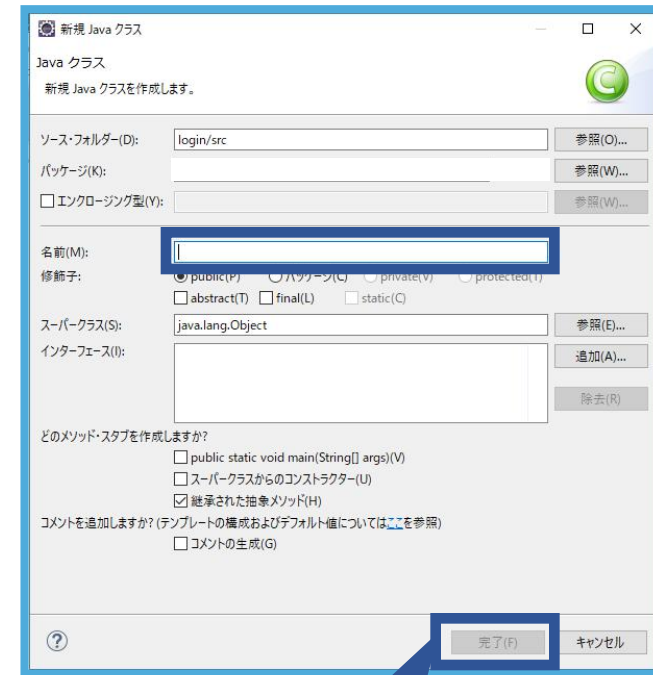 新規 Java クラス
Java クラス
新規 Java クラスを作成します。
ソース・フォルダー(D): login/src 参照(O)...
パッケージ(K): 参照(W)...
エンクロージング型(Y): 参照(W)...
名前(M):
修飾子: public(P) パッケージ(C) private(V) protected(T)
abstract(T) final(L) static(C)
スーパークラス(S): java.lang.Object 参照(E)...
インターフェース(I): 追加(A)...
除去(R)
どのメソッド・スタブを作成しますか?
public static void main(String[] args)(V)
スーパークラスからのコンストラクター(U)
継承された抽象メソッド(H)
コメントを追加しますか? (テンプレートの構成およびデフォルト値についてはここを参照)
コメントの生成(G)
完了(F) キャンセル